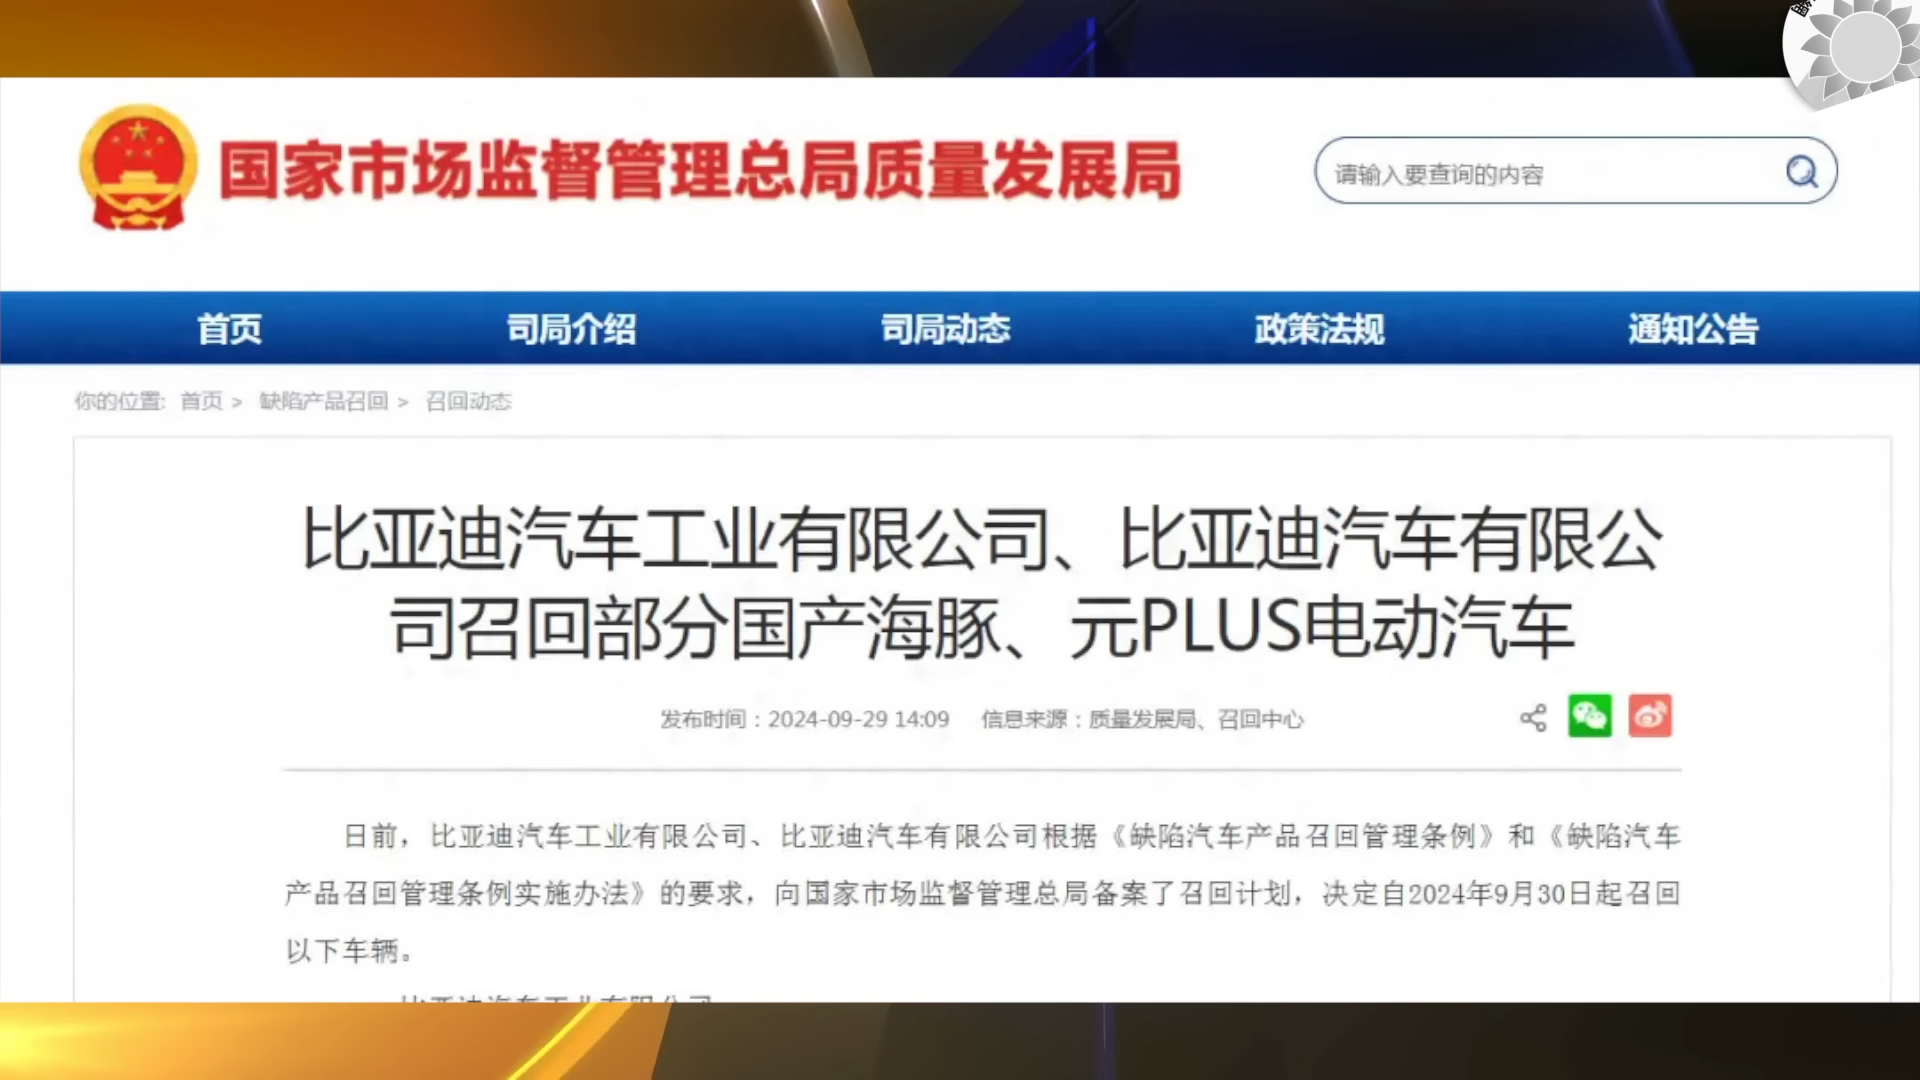 国家市场监督管理总局质量发展局
请输入要查询的内容
首页 司局介绍 司局动态 政策法规 通知公告
你的位置: 首页 > 缺陷产品召回 > 召回动态
比亚迪汽车工业有限公司、比亚迪汽车有限公
司召回部分国产海豚、元PLUS电动汽车
发布时间：2024-09-29 14:09 信息来源：质量发展局、召回中心
日前，比亚迪汽车工业有限公司、比亚迪汽车有限公司根据《缺陷汽车产品召回管理条例》和《缺陷汽车
产品召回管理条例实施办法》的要求，向国家市场监督管理总局备案了召回计划，决定自2024年9月30日起召回
以下车辆。